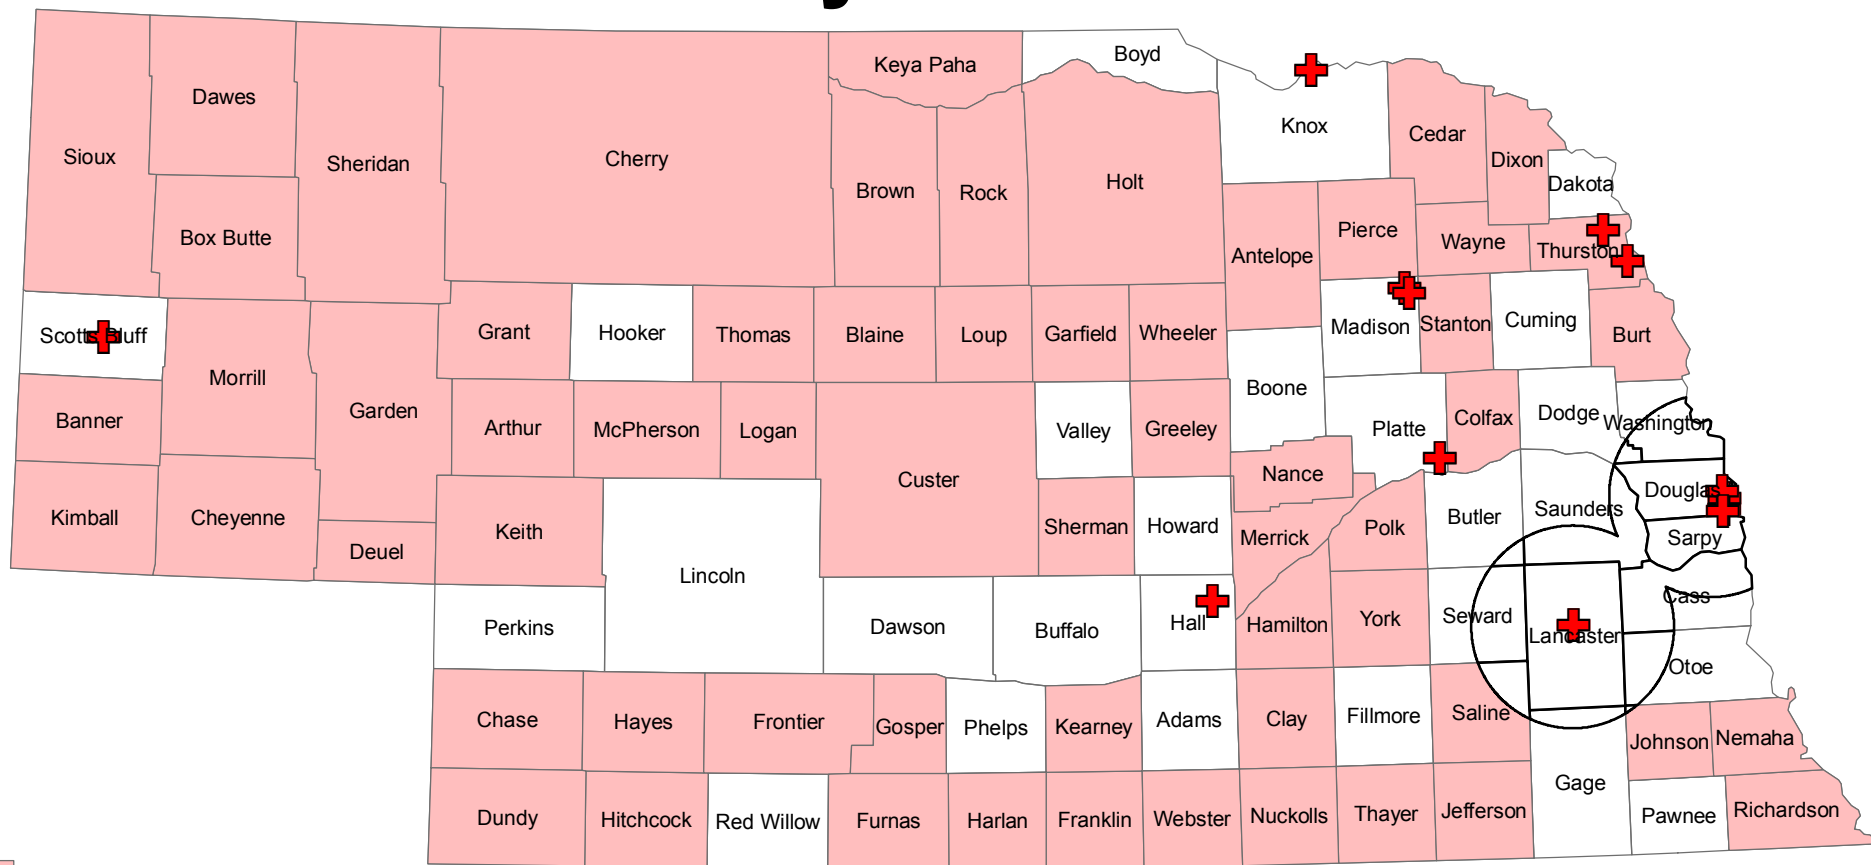 Boyd
Keya Paha
Dawes
Knox
Cedar
Sioux
Sheridan
Cherry
Dixon
Brown
Rock
Holt
Dakota
Box Butte
Pierce
Wayne
Thurston
Antelope
Scotts Bluff
Grant
Hooker
Thomas
Blaine
Loup
Garfield
Wheeler
Madison
Stanton
Cuming
Burt
Morrill
Boone
Banner
Garden
Arthur
McPherson
Logan
Valley
Greeley
Platte
Colfax
Dodge
Washington
Custer
Nance
Douglas
Kimball
Cheyenne
Keith
Sherman
Howard
Merrick
Polk
Butler
Saunders
Sarpy
Deuel
Lincoln
Cass
Perkins
Dawson
Buffalo
Hall
Hamilton
York
Seward
Lancaster
Otoe
Chase
Hayes
Frontier
Gosper
Phelps
Kearney
Adams
Clay
Fillmore
Saline
Johnson
Nemaha
Dundy
Hitchcock
Red Willow
Furnas
Harlan
Franklin
Webster
Nuckolls
Thayer
Jefferson
Gage
Pawnee
Richardson